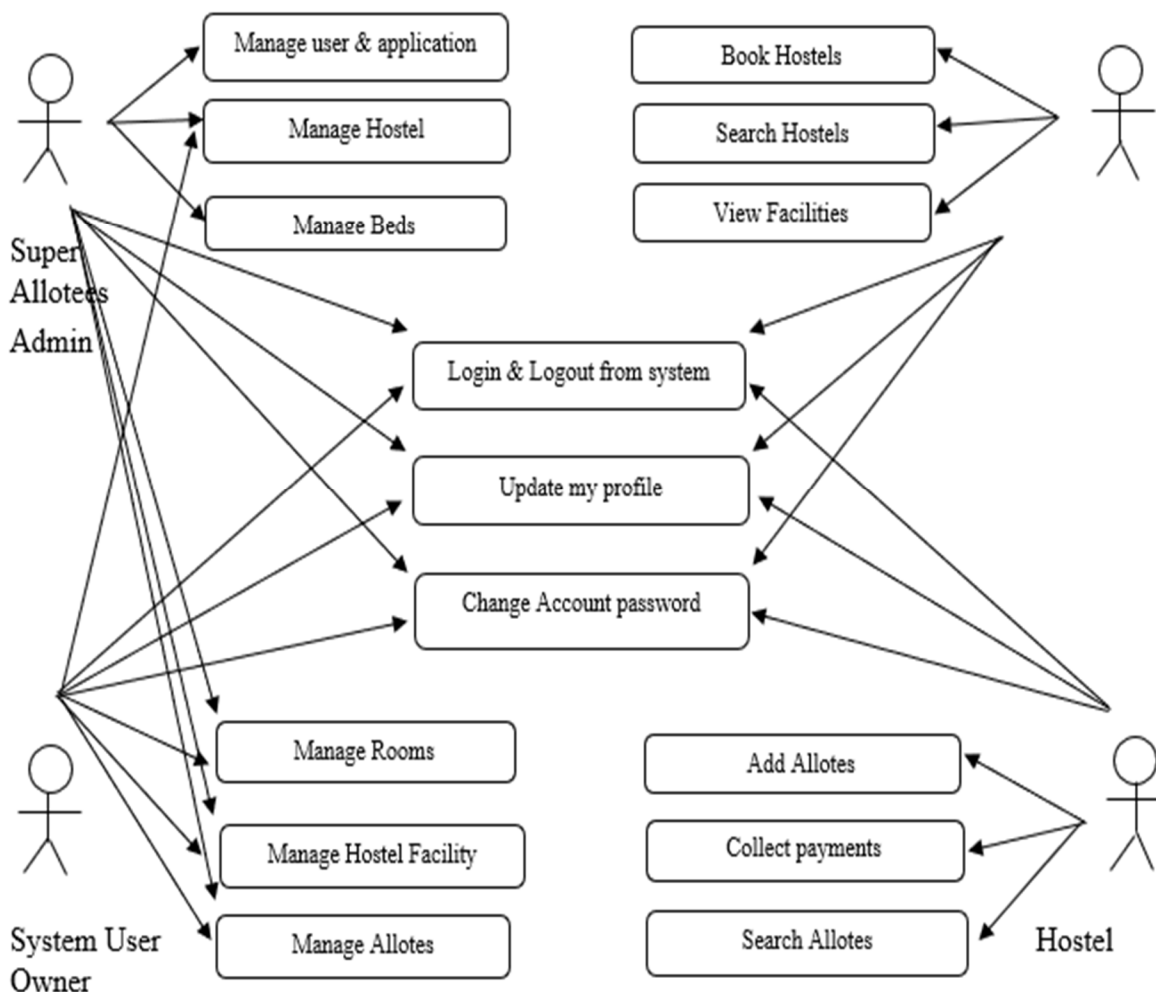 Manage user & application
Book Hostels
Manage Hostel
Search Hostels
Manage Beds
View Facilities
Super
Allotees
Admin
Login & Logout from system
Update my profile
Change Account password
Manage Rooms
Add Allotes
Manage Hostel Facility
Collect payments
Manage Allotes
Search Allotes
System User
Owner
Hostel